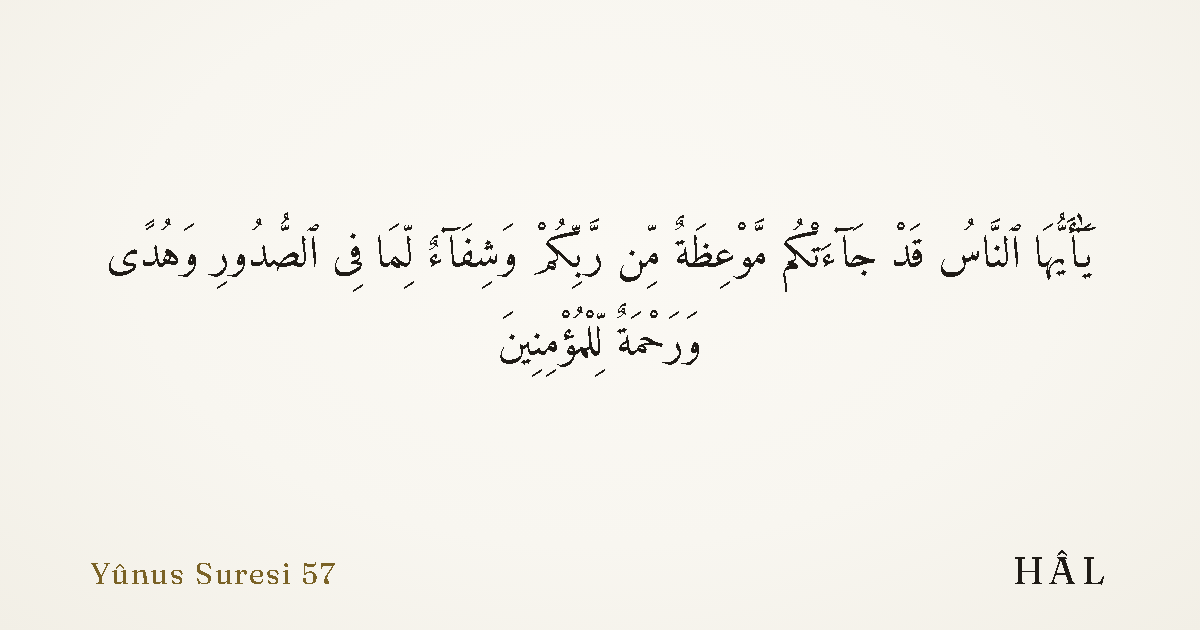 يَـٰٓأَيُّهَا ٱلنَّاسُ قَدْ جَآءَتْكُم مَّوْعِظَةٌ مِّن رَّبِّكُمْ وَشِفَآءٌ لِّمَا فِى ٱلصُّدُورِ وَهُدًى
وَرَحْمَةٌ لِّلْمُؤْمِنِينَ
Yûnus Suresi 57
HÂL